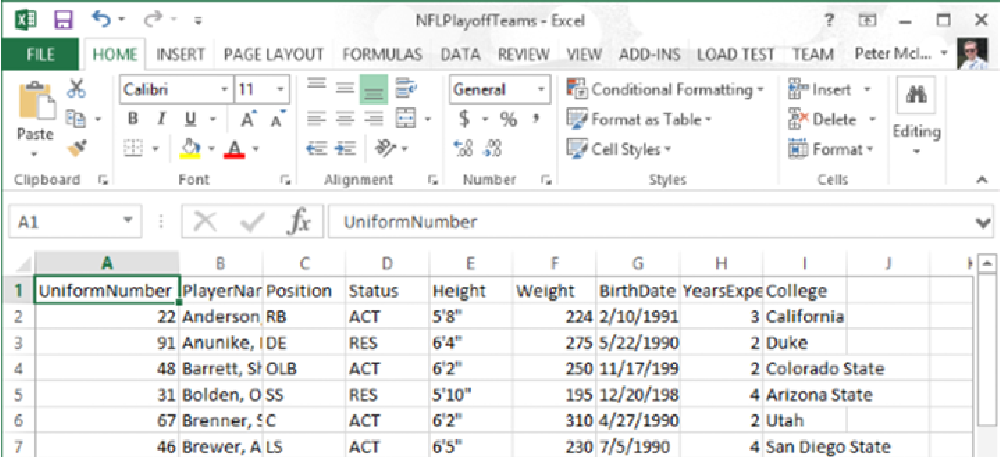 NFLPlayoffTeams - Excel ?
FILE HOME INSERT PAGE LAYOUT FORMULAS DATA REVIEW VIEW ADD-INS LOAD TEST TEAM Peter McI...
Calibri 11 General Conditional Formatting Insert
B I U A A $ % , Format as Table Delete
Paste Editing
A .00 .00 Cell Styles Format
Clipboard Font Alignment Number Styles Cells
A1 fx UniformNumber
A B C D E F G H I J
1 UniformNumber PlayerNar Position Status Height Weight BirthDate YearsExpe College
2 22 Anderson, RB ACT 5'8" 224 2/10/1991 3 California
3 91 Anunike, DE RES 6'4" 275 5/22/1990 2 Duke
4 48 Barrett, Sh OLB ACT 6'2" 250 11/17/199 2 Colorado State
5 31 Bolden, O SS RES 5'10" 195 12/20/198 4 Arizona State
6 67 Brenner, S C ACT 6'2" 310 4/27/1990 2 Utah
7 46 Brewer, A LS ACT 6'5" 230 7/5/1990 4 San Diego State